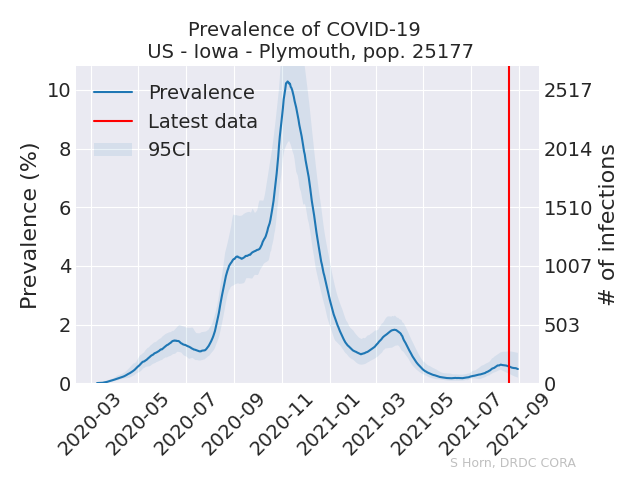 Prevalence of COVID-19
US - Iowa - Plymouth, pop. 25177
Prevalence
Latest data
95CI
Prevalence (%)
10
8
6
4
2
0
2517
2014
1510
1007
503
0
# of infections
2020-03
2020-05
2020-07
2020-09
2020-11
2021-01
2021-03
2021-05
2021-07
2021-09
S Horn, DRDC CORA